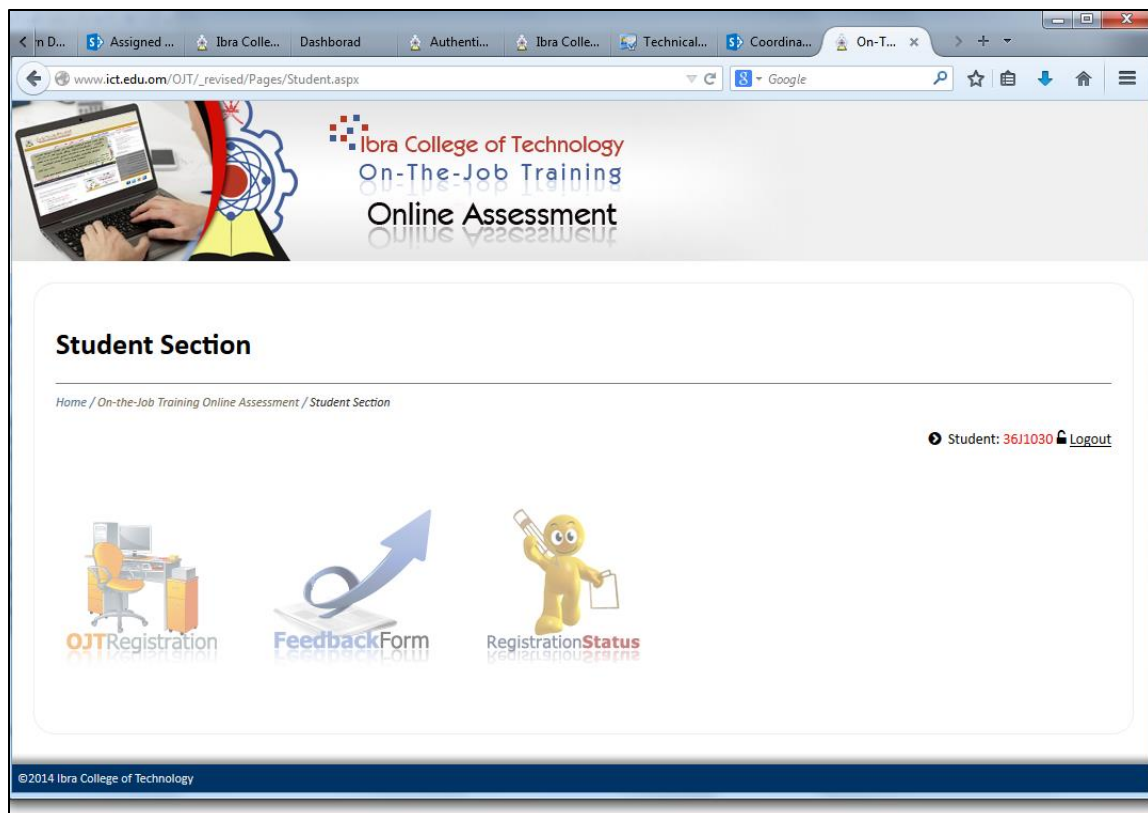 n D... Assigned ... Ibra Colle... Dashborad Authenti... Ibra Colle... Technical... Coordina... On-T...
www.ict.edu.om/OJT/_revised/Pages/Student.aspx Google
Ibra College of Technology
On-The-Job Training
Online Assessment
Student Section
Home / On-the-Job Training Online Assessment / Student Section
Student: 36J1030 Logout
OJTRegistration FeedbackForm RegistrationStatus
©2014 Ibra College of Technology